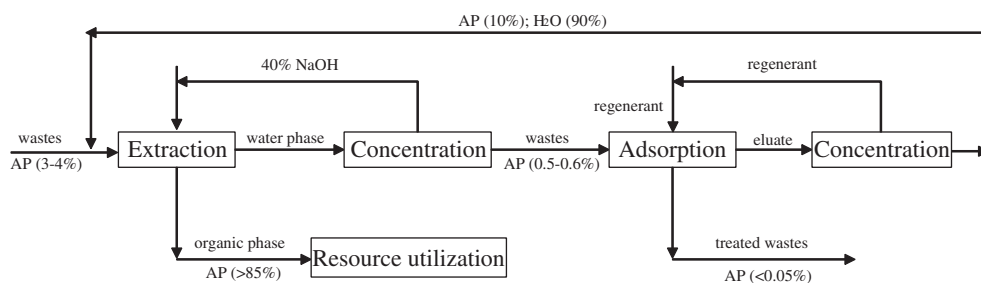 AP (10%); H2O (90%)
40% NaOH
regenerant
regenerant
wastes
AP (3-4%)
Extraction
water phase
Concentration
wastes
AP (0.5-0.6%)
Adsorption
eluate
Concentration
organic phase
AP (>85%)
Resource utilization
treated wastes
AP (<0.05%)